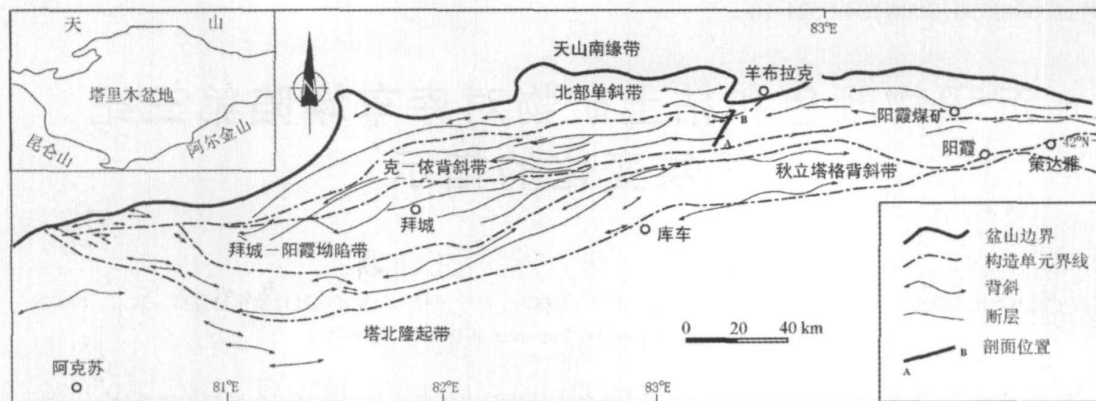 天 山
塔里木盆地
昆仑山
阿尔金山
N
83°E
天山南缘带
羊布拉克
北部单斜带
B
阳霞煤矿
A
阳霞
42°N
策达雅
克—依背斜带
秋立塔格背斜带
拜城
库车
拜城－阳霞坳陷带
塔北隆起带
0 20 40 km
阿克苏
81°E
82°E
83°E
盆山边界
构造单元界线
背斜
断层
A B 剖面位置